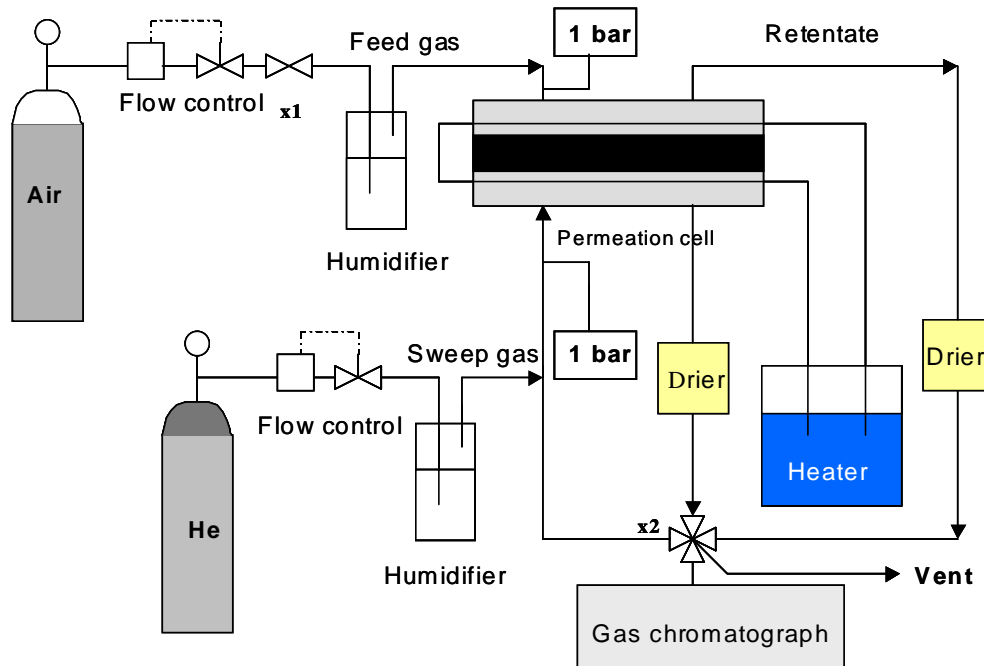 Feed gas
1 bar
Retentate
Flow control
x1
Air
Humidifier
Permeation cell
Sweep gas
1 bar
Drier
Drier
Flow control
Heater
He
x2
Humidifier
Vent
Gas chromatograph